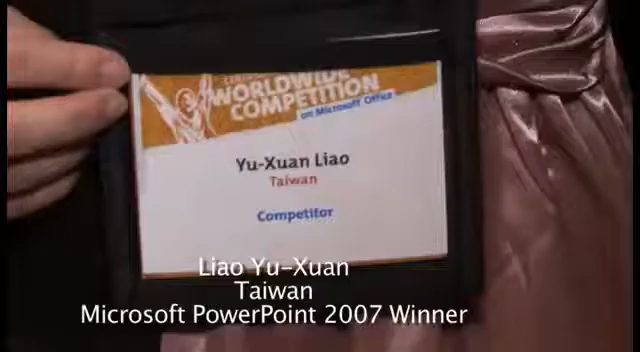 WORLDWIDE
COMPETITION
on Microsoft Office
Yu-Xuan Liao
Taiwan
Competitor
Liao Yu-Xuan
Taiwan
Microsoft PowerPoint 2007 Winner